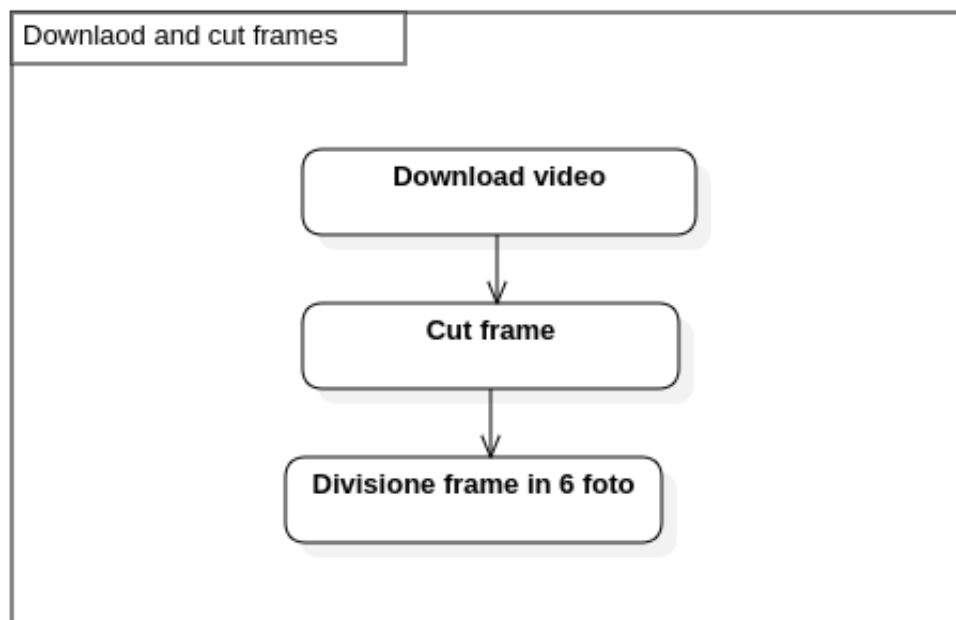 Downlaod and cut frames
Download video
Cut frame
Divisione frame in 6 foto